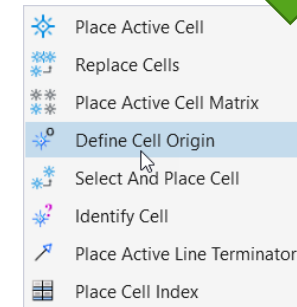 Place Active Cell
Replace Cells
Place Active Cell Matrix
Define Cell Origin
Select And Place Cell
Identify Cell
Place Active Line Terminator
Place Cell Index